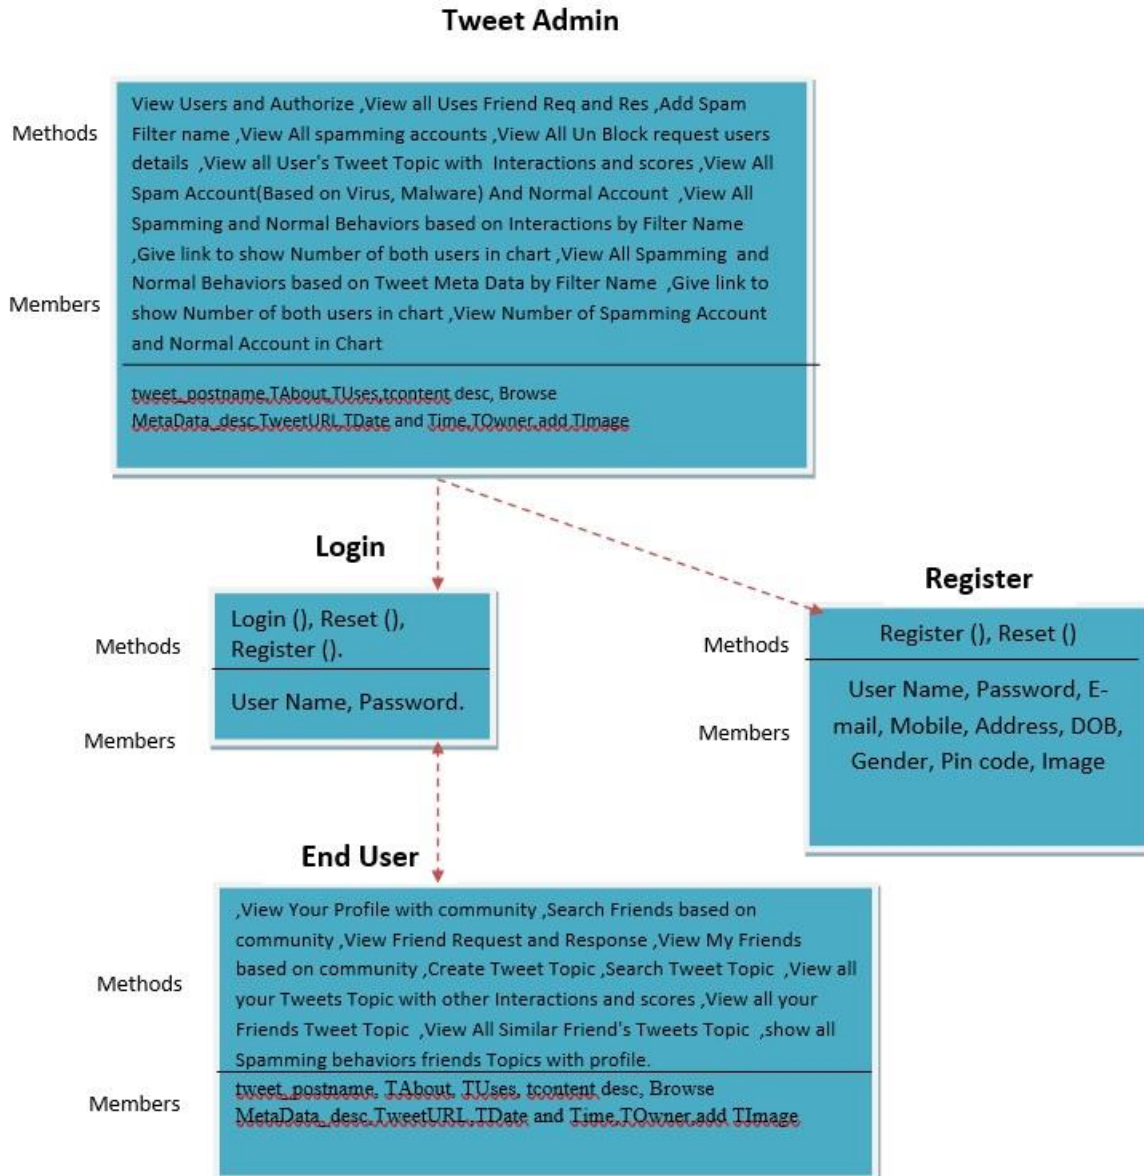 Tweet Admin
Methods
Members
View Users and Authorize ,View all Uses Friend Req and Res ,Add Spam
Filter name ,View All spamming accounts ,View All Un Block request users
details ,View all User's Tweet Topic with Interactions and scores ,View All
Spam Account(Based on Virus, Malware) And Normal Account ,View All
Spamming and Normal Behaviors based on Interactions by Filter Name
,Give link to show Number of both users in chart ,View All Spamming and
Normal Behaviors based on Tweet Meta Data by Filter Name ,Give link to
show Number of both users in chart ,View Number of Spamming Account
and Normal Account in Chart
tweet_postname,TAbout,TUses,tcontent desc, Browse
MetaData_desc,TweetURL,TDate and Time,TOwner,add TImage
Login
Methods
Members
Login (), Reset (),
Register ().
User Name, Password.
Register
Methods
Members
Register (), Reset ()
User Name, Password, E-
mail, Mobile, Address, DOB,
Gender, Pin code, Image
End User
Methods
Members
,View Your Profile with community ,Search Friends based on
community ,View Friend Request and Response ,View My Friends
based on community ,Create Tweet Topic ,Search Tweet Topic ,View all
your Tweets Topic with other Interactions and scores ,View all your
Friends Tweet Topic ,View All Similar Friend's Tweets Topic ,show all
Spamming behaviors friends Topics with profile.
tweet_postname, TAbout, TUses, tcontent desc, Browse
MetaData_desc,TweetURL,TDate and Time,TOwner,add TImage